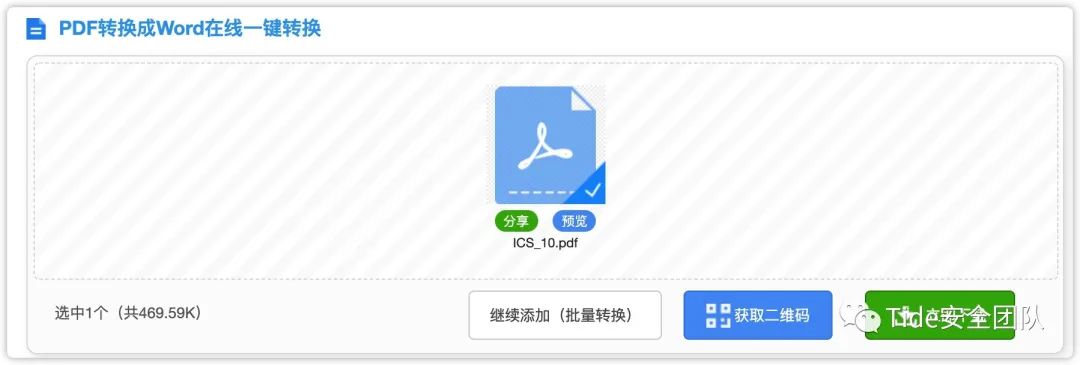 PDF转换成Word在线一键转换
分享 预览
ICS_10.pdf
选中1个（共469.59K）
继续添加（批量转换）
获取二维码
Tide安全团队